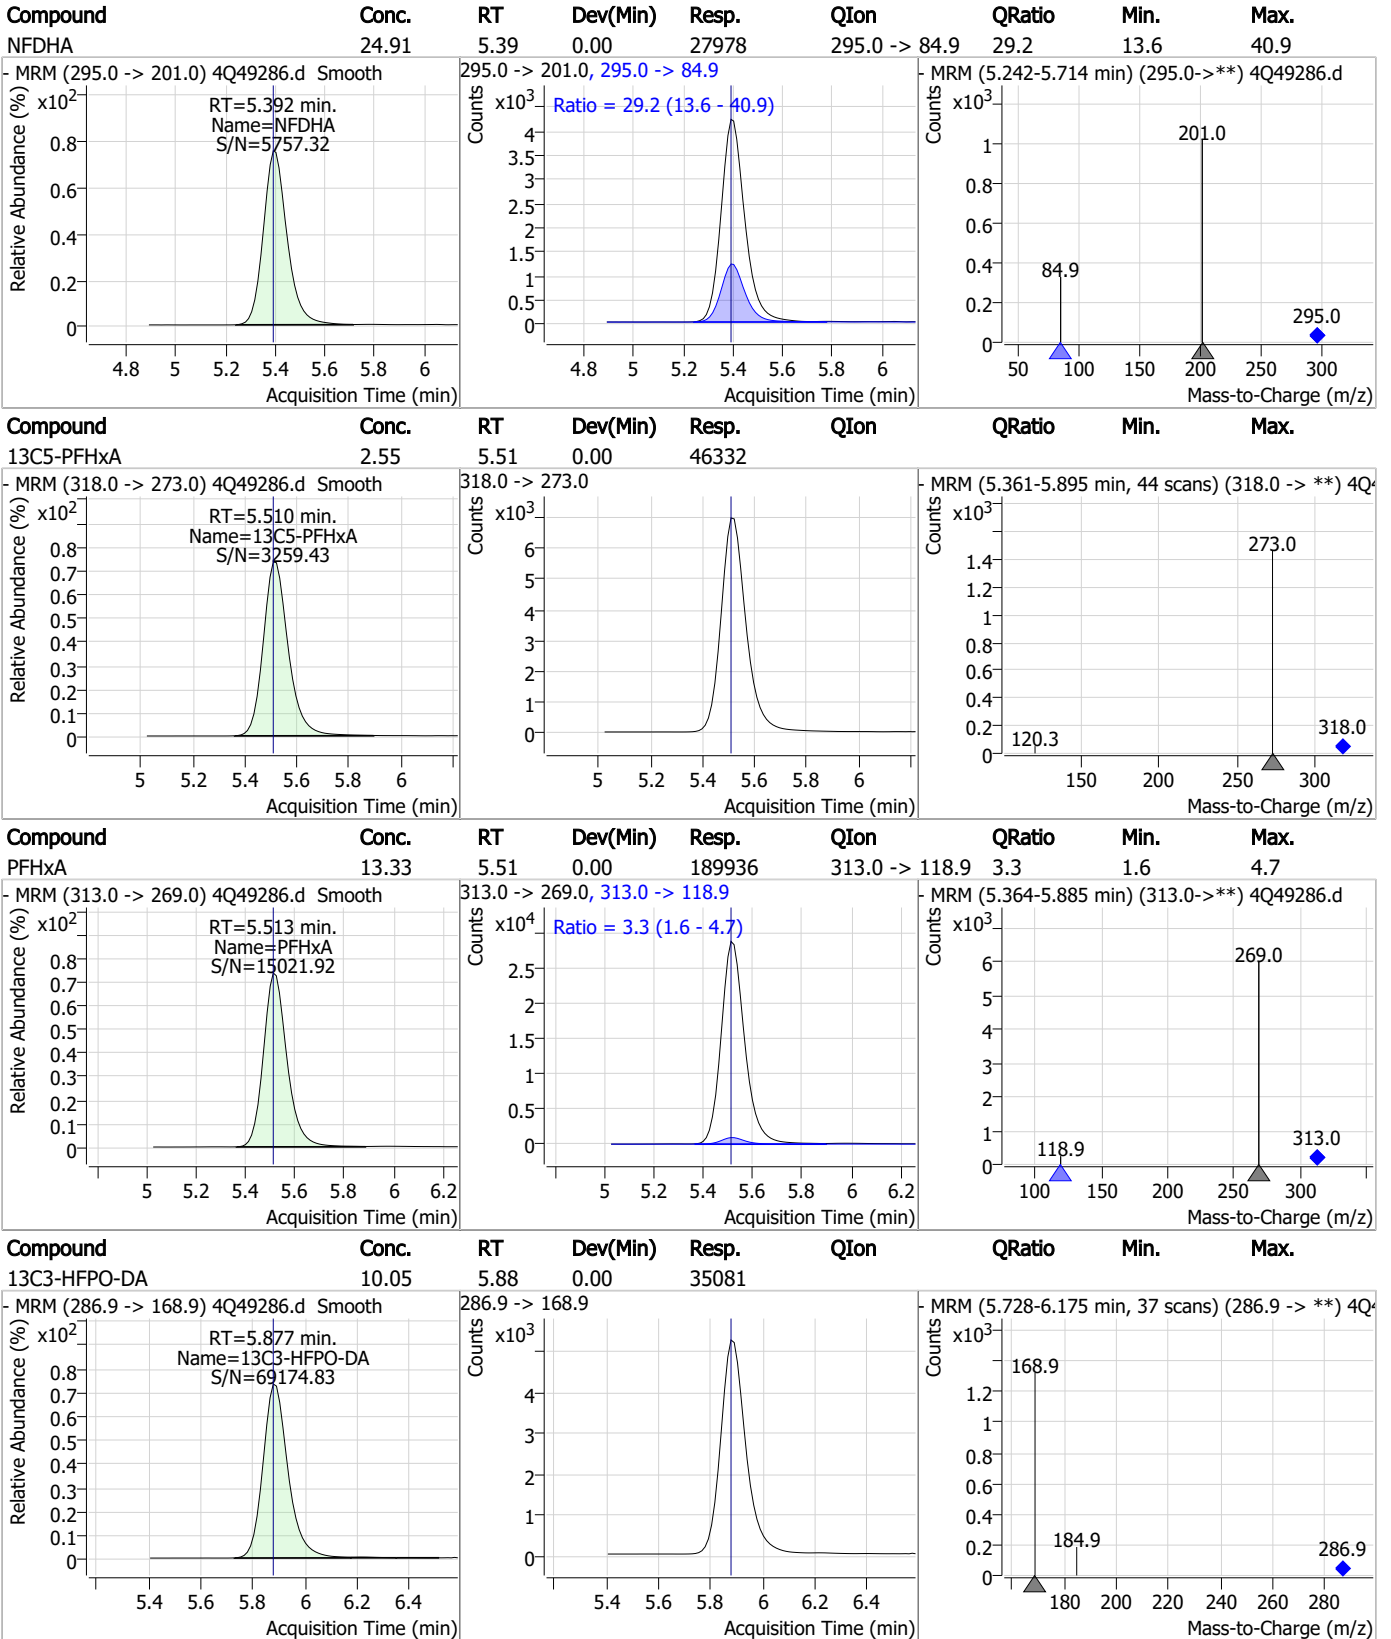 Compound Conc. RT Dev(Min) Resp. QIon QRatio Min. Max.
NFDHA 24.91 5.39 0.00 27978 295.0 -> 84.9 29.2 13.6 40.9
- MRM (295.0 -> 201.0) 4Q49286.d Smooth
Relative Abundance (%)
x10²
RT=5.392 min.
Name=NFDHA
S/N=5757.32
0.8
0.6
0.4
0.2
0
4.8 5 5.2 5.4 5.6 5.8 6
Acquisition Time (min)
295.0 -> 201.0, 295.0 -> 84.9
Counts
x10³
Ratio = 29.2 (13.6 - 40.9)
4
3.5
3
2.5
2
1.5
1
0.5
0
4.8 5 5.2 5.4 5.6 5.8 6
Acquisition Time (min)
- MRM (5.242-5.714 min) (295.0->**) 4Q49286.d
Counts
x10³
201.0
84.9
295.0
1
0.8
0.6
0.4
0.2
0
50 100 150 200 250 300
Mass-to-Charge (m/z)
Compound Conc. RT Dev(Min) Resp. QIon QRatio Min. Max.
13C5-PFHxA 2.55 5.51 0.00 46332
- MRM (318.0 -> 273.0) 4Q49286.d Smooth
Relative Abundance (%)
x10²
RT=5.510 min.
Name=13C5-PFHxA
S/N=3259.43
0.8
0.7
0.6
0.5
0.4
0.3
0.2
0.1
0
5 5.2 5.4 5.6 5.8 6
Acquisition Time (min)
318.0 -> 273.0
Counts
x10³
6
5
4
3
2
1
0
5 5.2 5.4 5.6 5.8 6
Acquisition Time (min)
- MRM (5.361-5.895 min, 44 scans) (318.0 -> **) 4Q4
Counts
x10³
273.0
120.3
318.0
1.4
1.2
1
0.8
0.6
0.4
0.2
0
150 200 250 300
Mass-to-Charge (m/z)
Compound Conc. RT Dev(Min) Resp. QIon QRatio Min. Max.
PFHxA 13.33 5.51 0.00 189936 313.0 -> 118.9 3.3 1.6 4.7
- MRM (313.0 -> 269.0) 4Q49286.d Smooth
Relative Abundance (%)
x10²
RT=5.513 min.
Name=PFHxA
S/N=15021.92
0.8
0.7
0.6
0.5
0.4
0.3
0.2
0.1
0
5 5.2 5.4 5.6 5.8 6 6.2
Acquisition Time (min)
313.0 -> 269.0, 313.0 -> 118.9
Counts
x10⁴
Ratio = 3.3 (1.6 - 4.7)
2.5
2
1.5
1
0.5
0
5 5.2 5.4 5.6 5.8 6 6.2
Acquisition Time (min)
- MRM (5.364-5.885 min) (313.0->**) 4Q49286.d
Counts
x10³
269.0
118.9
313.0
6
5
4
3
2
1
0
100 150 200 250 300
Mass-to-Charge (m/z)
Compound Conc. RT Dev(Min) Resp. QIon QRatio Min. Max.
13C3-HFPO-DA 10.05 5.88 0.00 35081
- MRM (286.9 -> 168.9) 4Q49286.d Smooth
Relative Abundance (%)
x10²
RT=5.877 min.
Name=13C3-HFPO-DA
S/N=69174.83
0.8
0.7
0.6
0.5
0.4
0.3
0.2
0.1
0
5.4 5.6 5.8 6 6.2 6.4
Acquisition Time (min)
286.9 -> 168.9
Counts
x10³
4
3
2
1
0
5.4 5.6 5.8 6 6.2 6.4
Acquisition Time (min)
- MRM (5.728-6.175 min, 37 scans) (286.9 -> **) 4Q4
Counts
x10³
168.9
184.9
286.9
1.2
1
0.8
0.6
0.4
0.2
0
180 200 220 240 260 280
Mass-to-Charge (m/z)